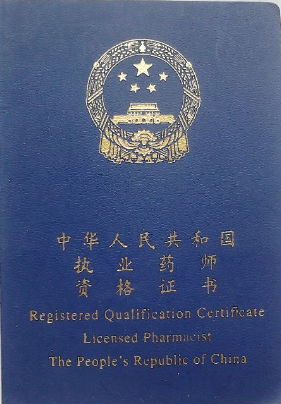 中华人民共和国
执业药师
资格证书
Registered Qualification Certificate
Licensed Pharmacist
The People's Republic of China